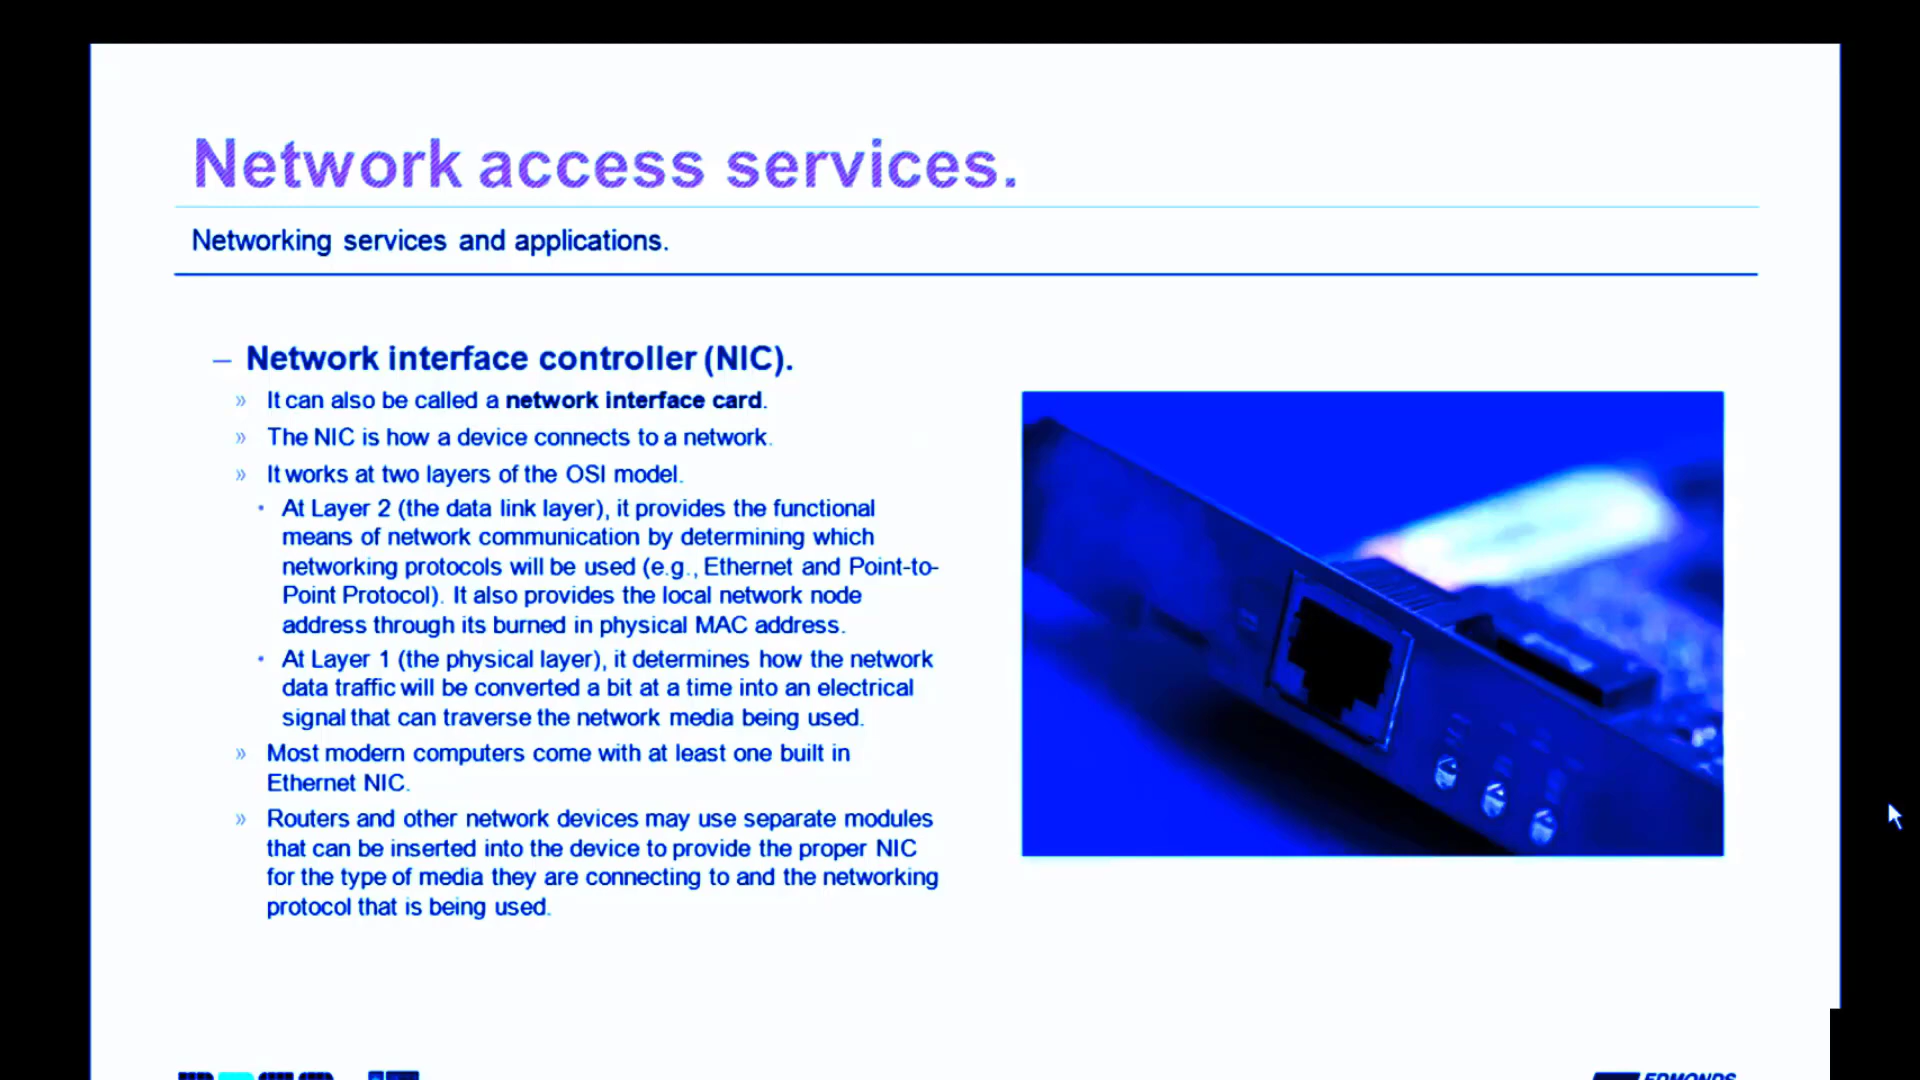 Network access services.
Networking services and applications.
– Network interface controller (NIC).
» It can also be called a network interface card.
» The NIC is how a device connects to a network.
» It works at two layers of the OSI model.
• At Layer 2 (the data link layer), it provides the functional
means of network communication by determining which
networking protocols will be used (e.g., Ethernet and Point-to-
Point Protocol). It also provides the local network node
address through its burned in physical MAC address.
• At Layer 1 (the physical layer), it determines how the network
data traffic will be converted a bit at a time into an electrical
signal that can traverse the network media being used.
» Most modern computers come with at least one built in
Ethernet NIC.
» Routers and other network devices may use separate modules
that can be inserted into the device to provide the proper NIC
for the type of media they are connecting to and the networking
protocol that is being used.
EDMONDS